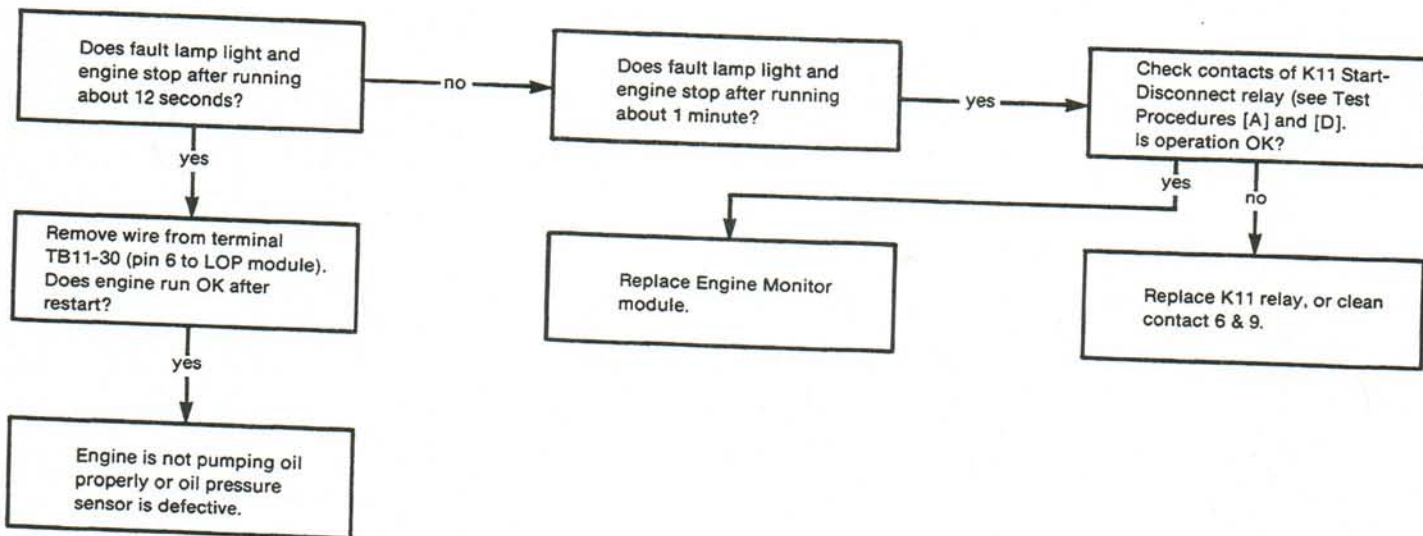 Does fault lamp light and
engine stop after running
about 12 seconds?
no
Does fault lamp light and
engine stop after running
about 1 minute?
yes
Check contacts of K11 Start-
Disconnect relay (see Test
Procedures [A] and [D].
Is operation OK?
yes
yes
no
Remove wire from terminal
TB11-30 (pin 6 to LOP module).
Does engine run OK after
restart?
Replace Engine Monitor
module.
Replace K11 relay, or clean
contact 6 & 9.
yes
Engine is not pumping oil
properly or oil pressure
sensor is defective.